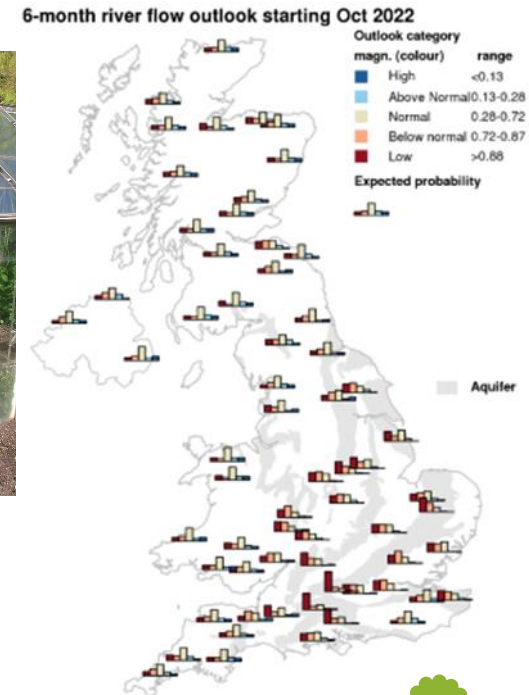 6-month river flow outlook starting Oct 2022
Outlook category
magn. (colour) range
High <0.13
Above Normal 0.13-0.28
Normal 0.28-0.72
Below normal 0.72-0.87
Low >0.88
Expected probability
Aquifer